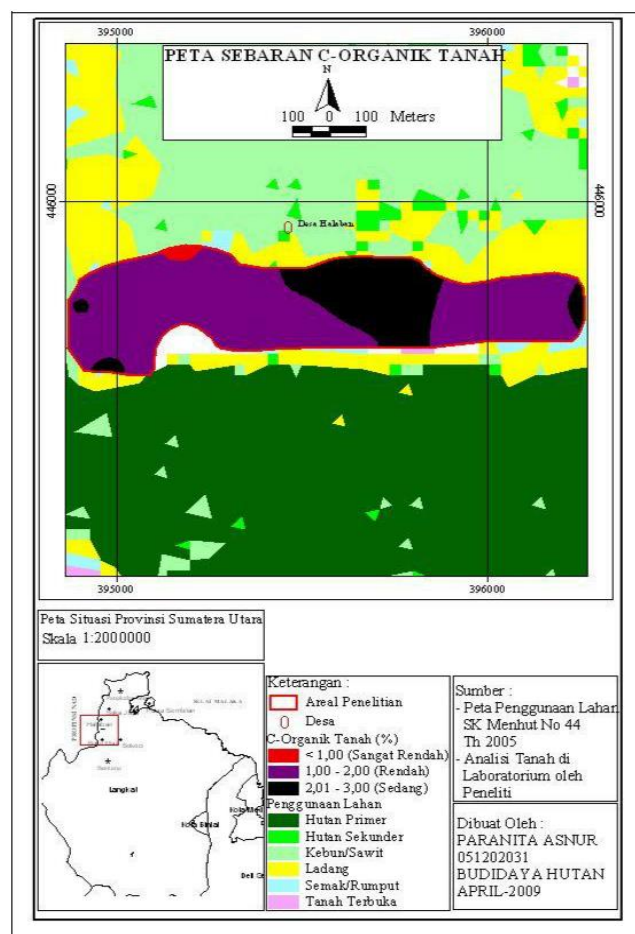 395000
396000
PETA SEBARAN C-ORGANIK TANAH
N
100 0 100 Meters
446000
446000
Desa Halaban
395000
396000
Peta Situasi Provinsi Sumatera Utara
Skala 1:2000000
Langkat
Keterangan :
Areal Penelitian
Desa
C-Organik Tanah (%)
< 1,00 (Sangat Rendah)
1,00 - 2,00 (Rendah)
2,01 - 3,00 (Sedang)
Penggunaan Lahan
Hutan Primer
Hutan Sekunder
Kebun/Sawit
Ladang
Semak/Rumput
Tanah Terbuka
Sumber :
- Peta Penggunaan Lahan
SK Menhut No 44
Th 2005
- Analisi Tanah di
Laboratorium oleh
Peneliti
Dibuat Oleh :
PARANITA ASNUR
051202031
BUDIDAYA HUTAN
APRIL-2009